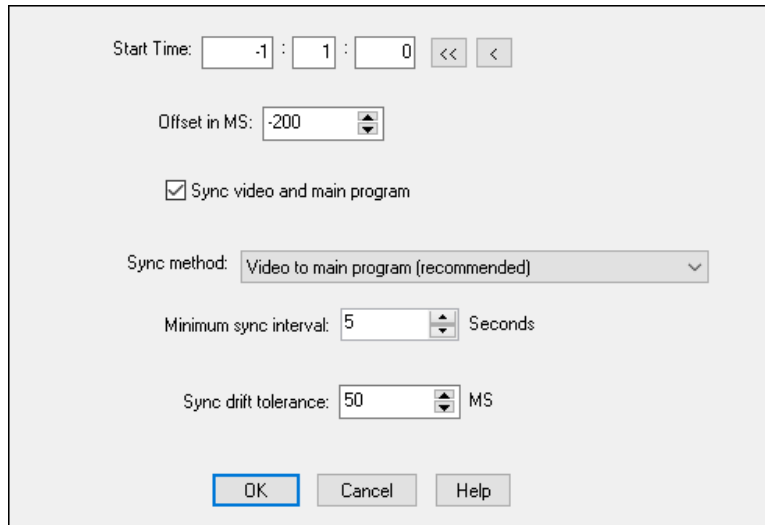 Start Time: -1 : 1 : 0 << <
Offset in MS: -200
Sync video and main program
Sync method: Video to main program (recommended)
Minimum sync interval: 5 Seconds
Sync drift tolerance: 50 MS
OK Cancel Help